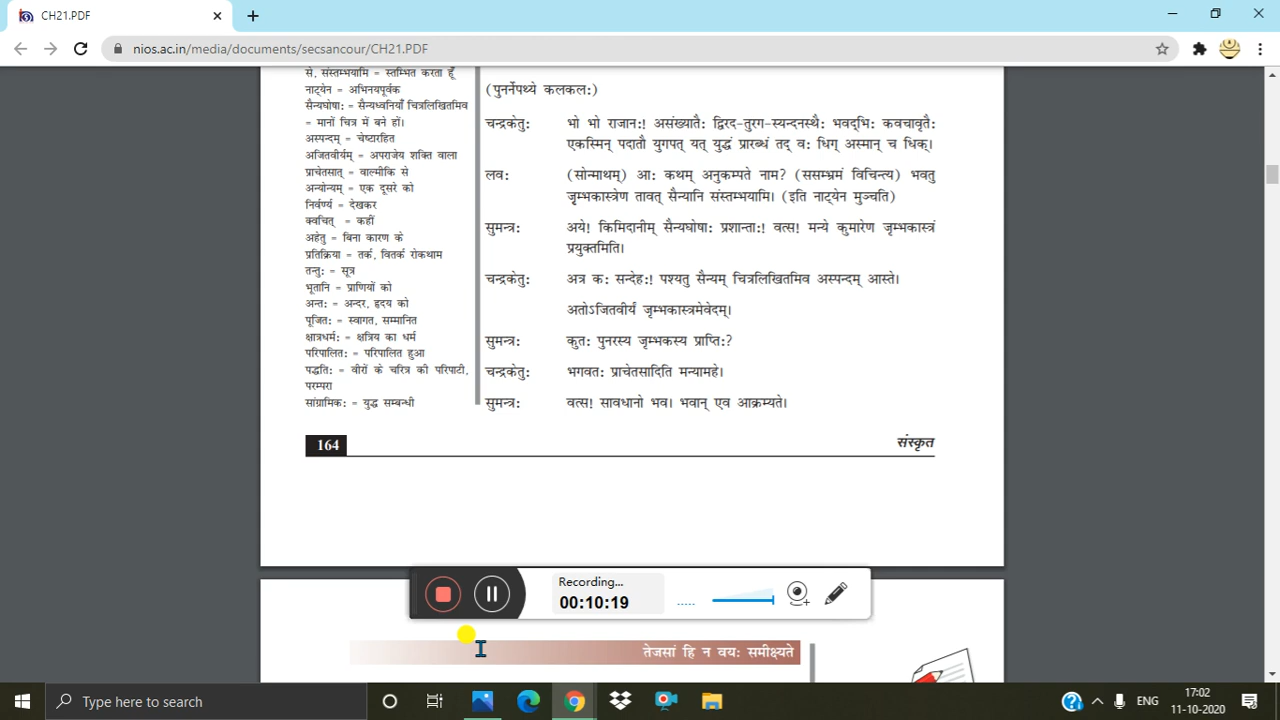 CH21.PDF
nios.ac.in/media/documents/secsancour/CH21.PDF
से, संस्तम्भयामि = स्तम्भित करता हूँ
नाट्येन = अभिनयपूर्वक
सैन्यघोषा: = सैन्यध्वनियाँ चित्रलिखितमिव
= मानों चित्र में बने हों।
अस्पन्दम् = चेष्टारहित
अजितवीर्यम् = अपराजेय शक्ति वाला
प्राचेतसात् = वाल्मीकि से
अन्योन्यम् = एक दूसरे को
निर्वर्ण्य = देखकर
क्वचित् = कहीं
अहेतु = बिना कारण के
प्रतिक्रिया = तर्क, वितर्क रोकथाम
तन्तु: = सूत्र
भूतानि = प्राणियों को
अन्त: = अन्दर, हृदय को
पूजित: = स्वागत, सम्मानित
क्षात्रधर्म: = क्षत्रिय का धर्म
परिपालित: = परिपालित हुआ
पद्धति: = वीरों के चरित्र की परिपाटी,
परम्परा
सांग्रामिक: = युद्ध सम्बन्धी
(पुनर्नेपथ्ये कलकल:)
चन्द्रकेतु: भो भो राजान:! असंख्यातै: द्विरद-तुरग-स्यन्दनस्थै: भवद्भि: कवचावृतै:
एकस्मिन् पदातौ युगपत् यत् युद्धं प्रारब्धं तद् व: धिग् अस्मान् च धिक्।
लव: (सोन्माथम्) आ: कथम् अनुकम्पते नाम? (ससम्भ्रमं विचिन्त्य) भवतु
जृम्भकास्त्रेण तावत् सैन्यानि संस्तम्भयामि। (इति नाट्येन मुञ्चति)
सुमन्त्र: अये! किमिदानीम् सैन्यघोषा: प्रशान्ता:! वत्स! मन्ये कुमारेण जृम्भकास्त्रं
प्रयुक्तमिति।
चन्द्रकेतु: अत्र क: सन्देह:! पश्यतु सैन्यम् चित्रलिखितमिव अस्पन्दम् आस्ते।
अतोऽजितवीर्यं जृम्भकास्त्रमेवेदम्।
सुमन्त्र: कुत: पुनरस्य जृम्भकस्य प्राप्ति:?
चन्द्रकेतु: भगवत: प्राचेतसादिति मन्यामहे।
सुमन्त्र: वत्स! सावधानो भव। भवान् एव आक्रम्यते।
164
संस्कृत
Recording...
00:10:19
तेजसां हि न वय: समीक्ष्यते
Type here to search
ENG
17:02
11-10-2020